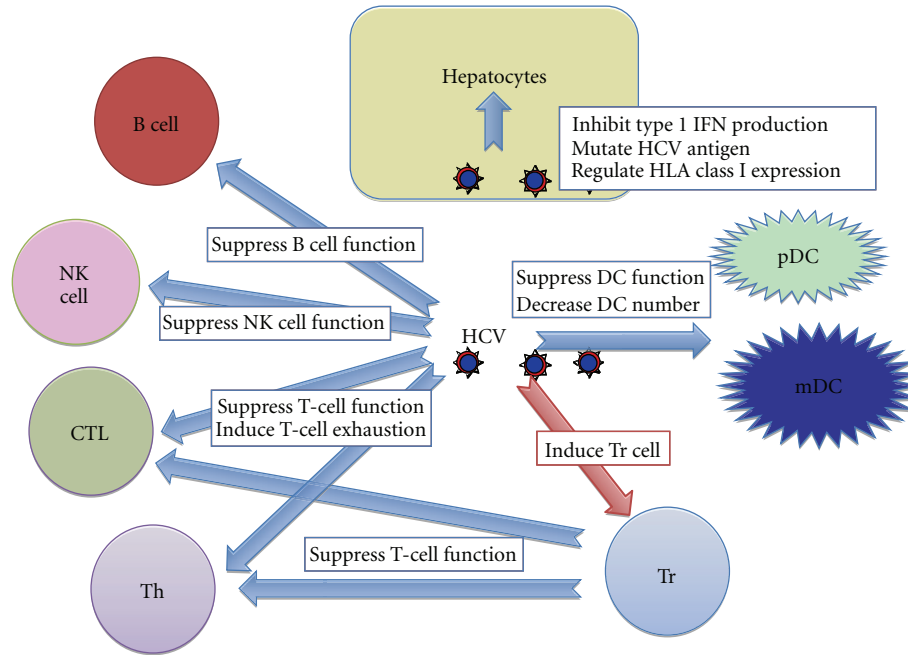 Hepatocytes
B cell
Inhibit type 1 IFN production
Mutate HCV antigen
Regulate HLA class I expression
Suppress B cell function
NK
cell
Suppress DC function
Decrease DC number
pDC
Suppress NK cell function
HCV
mDC
CTL
Suppress T-cell function
Induce T-cell exhaustion
Induce Tr cell
Suppress T-cell function
Th
Tr